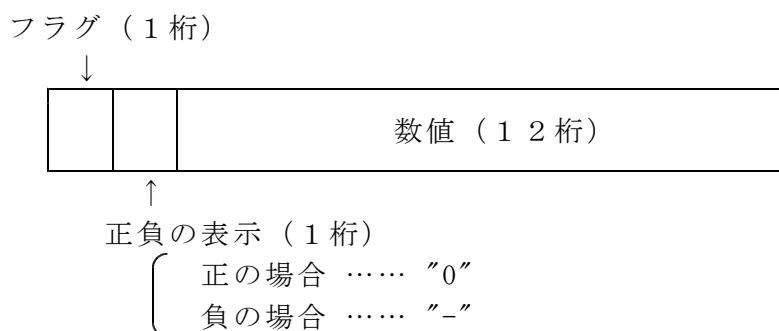 フラグ(1桁)
↓
数値(12桁)
↑
正負の表示(1桁)
正の場合 …… "0"
負の場合 …… "-"